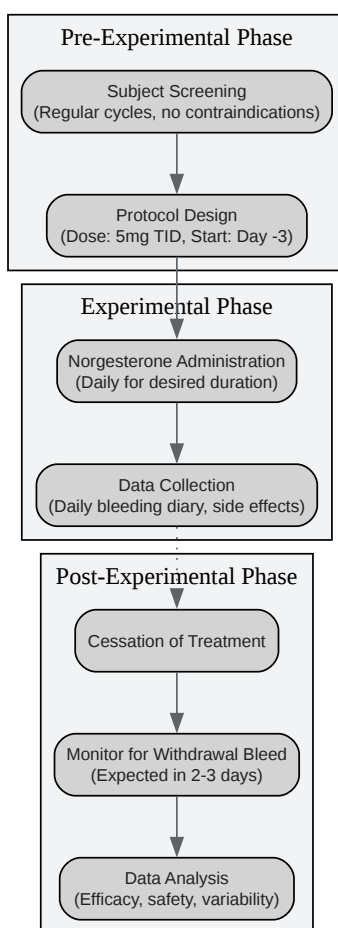 Pre-Experimental Phase
Subject Screening
(Regular cycles, no contraindications)
Protocol Design
(Dose: 5mg TID, Start: Day -3)
Experimental Phase
Norgesterone Administration
(Daily for desired duration)
Data Collection
(Daily bleeding diary, side effects)
Post-Experimental Phase
Cessation of Treatment
Monitor for Withdrawal Bleed
(Expected in 2-3 days)
Data Analysis
(Efficacy, safety, variability)